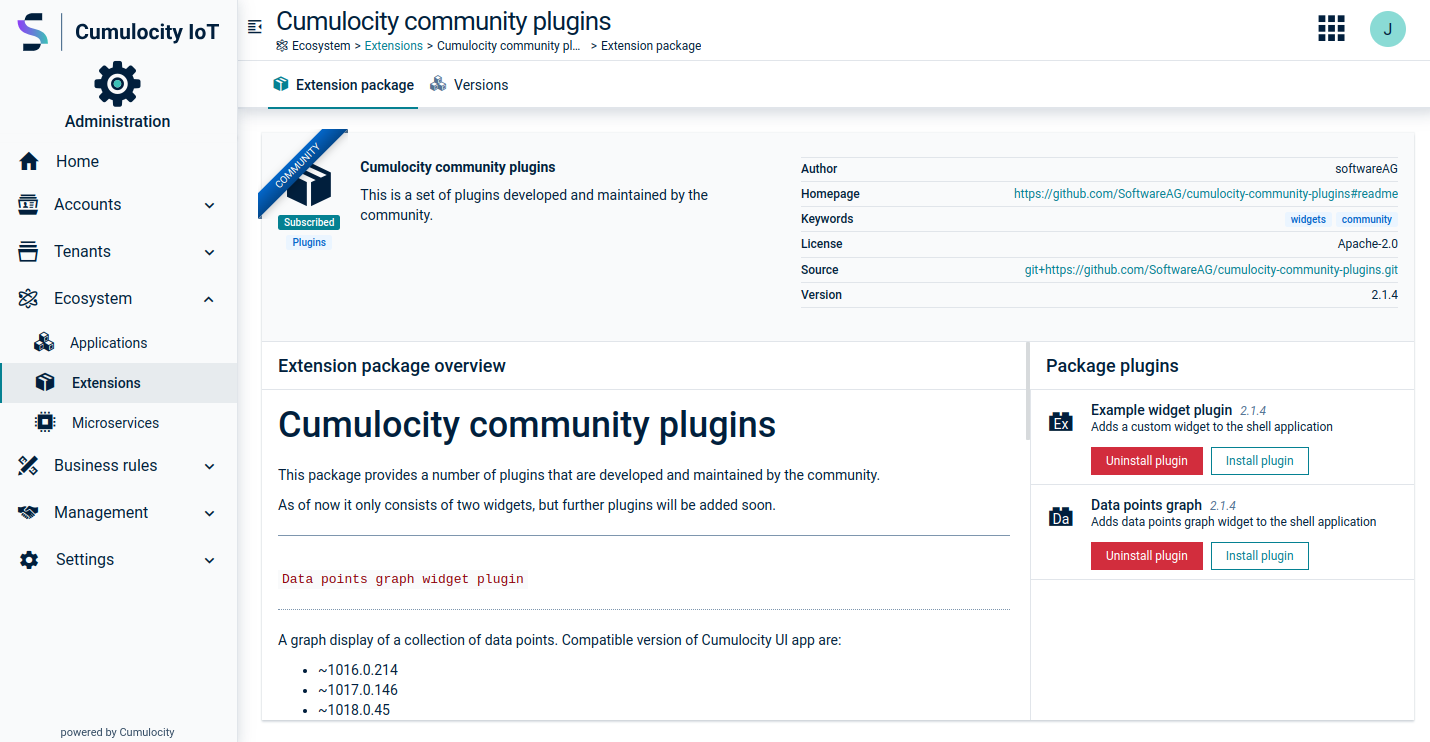 Cumulocity IoT
Administration
Home
Accounts
Tenants
Ecosystem
Applications
Extensions
Microservices
Business rules
Management
Settings
powered by Cumulocity
Cumulocity community plugins
Ecosystem > Extensions > Cumulocity community pl... > Extension package
J
Extension package
Versions
COMMUNITY
Subscribed
Plugins
Cumulocity community plugins
This is a set of plugins developed and maintained by the
community.
Author softwareAG
Homepage https://github.com/SoftwareAG/cumulocity-community-plugins#readme
Keywords widgets community
License Apache-2.0
Source git+https://github.com/SoftwareAG/cumulocity-community-plugins.git
Version 2.1.4
Extension package overview
Cumulocity community plugins
This package provides a number of plugins that are developed and maintained by the community.
As of now it only consists of two widgets, but further plugins will be added soon.
Data points graph widget plugin
A graph display of a collection of data points. Compatible version of Cumulocity UI app are:
• ~1016.0.214
• ~1017.0.146
• ~1018.0.45
Package plugins
Ex
Example widget plugin 2.1.4
Adds a custom widget to the shell application
Uninstall plugin Install plugin
Da
Data points graph 2.1.4
Adds data points graph widget to the shell application
Uninstall plugin Install plugin